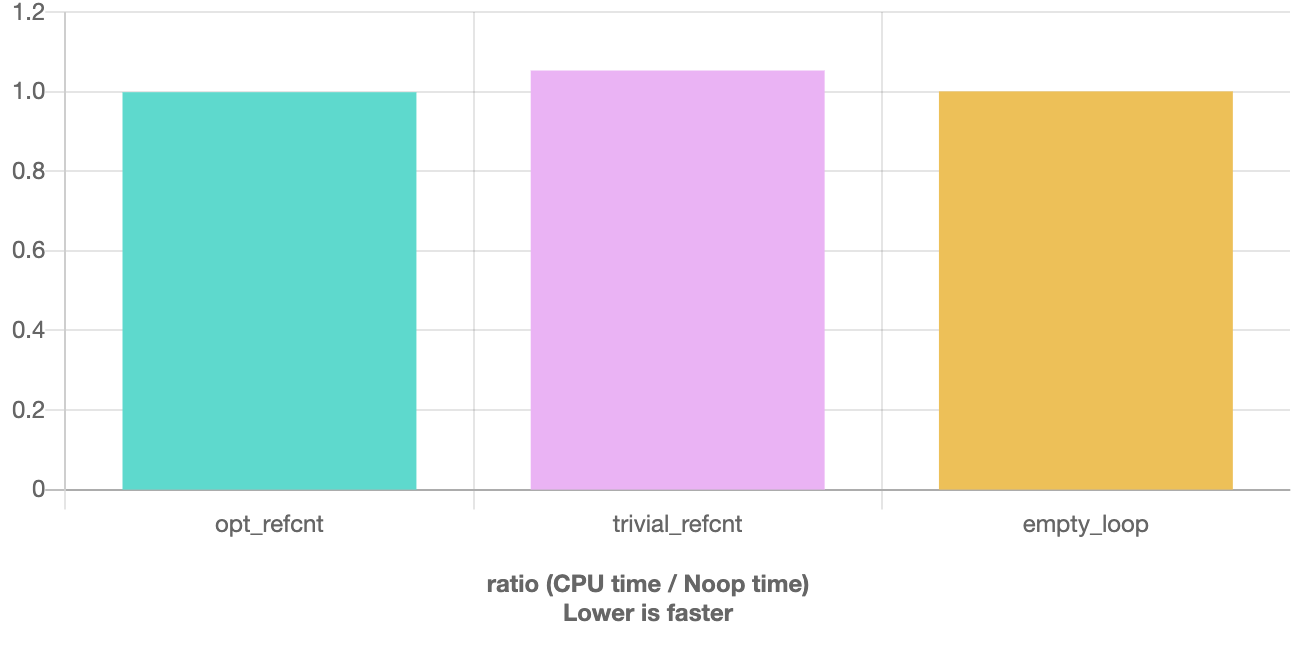 1.2
1.0
0.8
0.6
0.4
0.2
0
opt_refcnt trivial_refcnt empty_loop
ratio (CPU time / Noop time)
Lower is faster